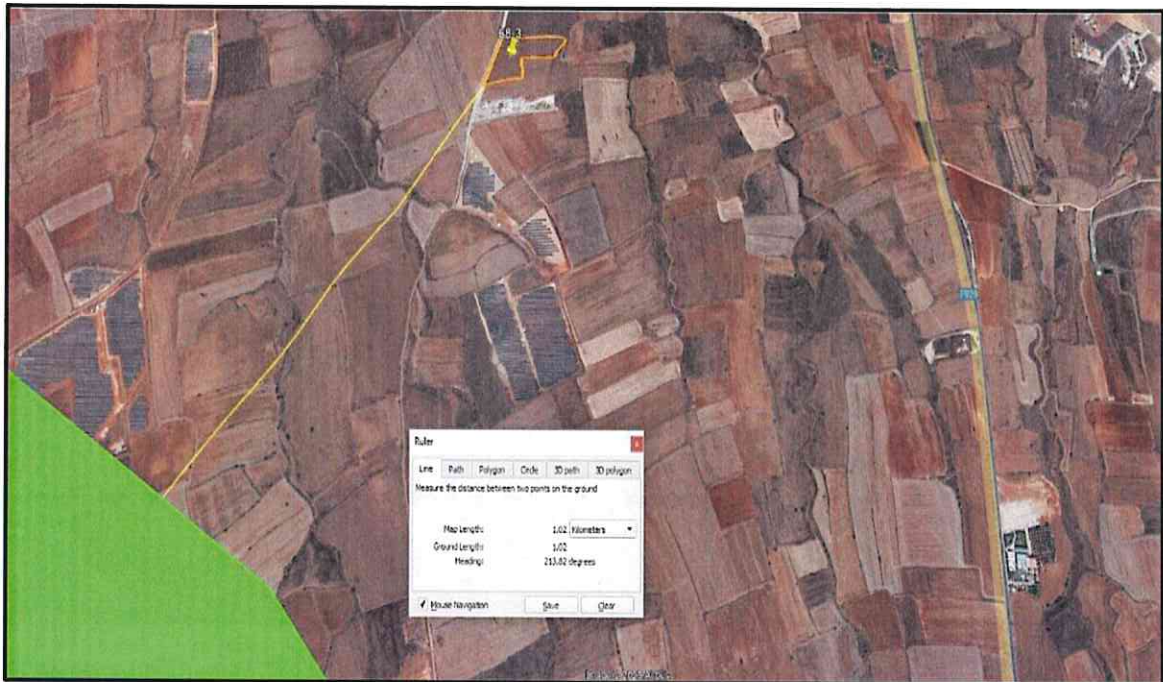 68-3
Ruler
Line Path Polygon Circle 3D path 3D polygon
Measure the distance between two points on the ground
Map Length: 1.02 Kilometers
Ground Length: 1.02
Heading: 213.82 degrees
Mouse Navigation Save Clear